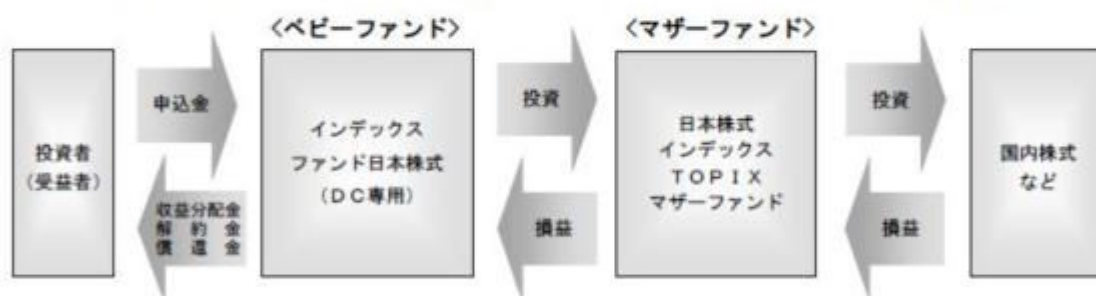 〈ベビーファンド〉
〈マザーファンド〉
投資者
（受益者）
申込金
収益分配金
解約金
償還金
インデックス
ファンド日本株式
（DC専用）
投資
損益
日本株式
インデックス
TOPIX
マザーファンド
投資
損益
国内株式
など